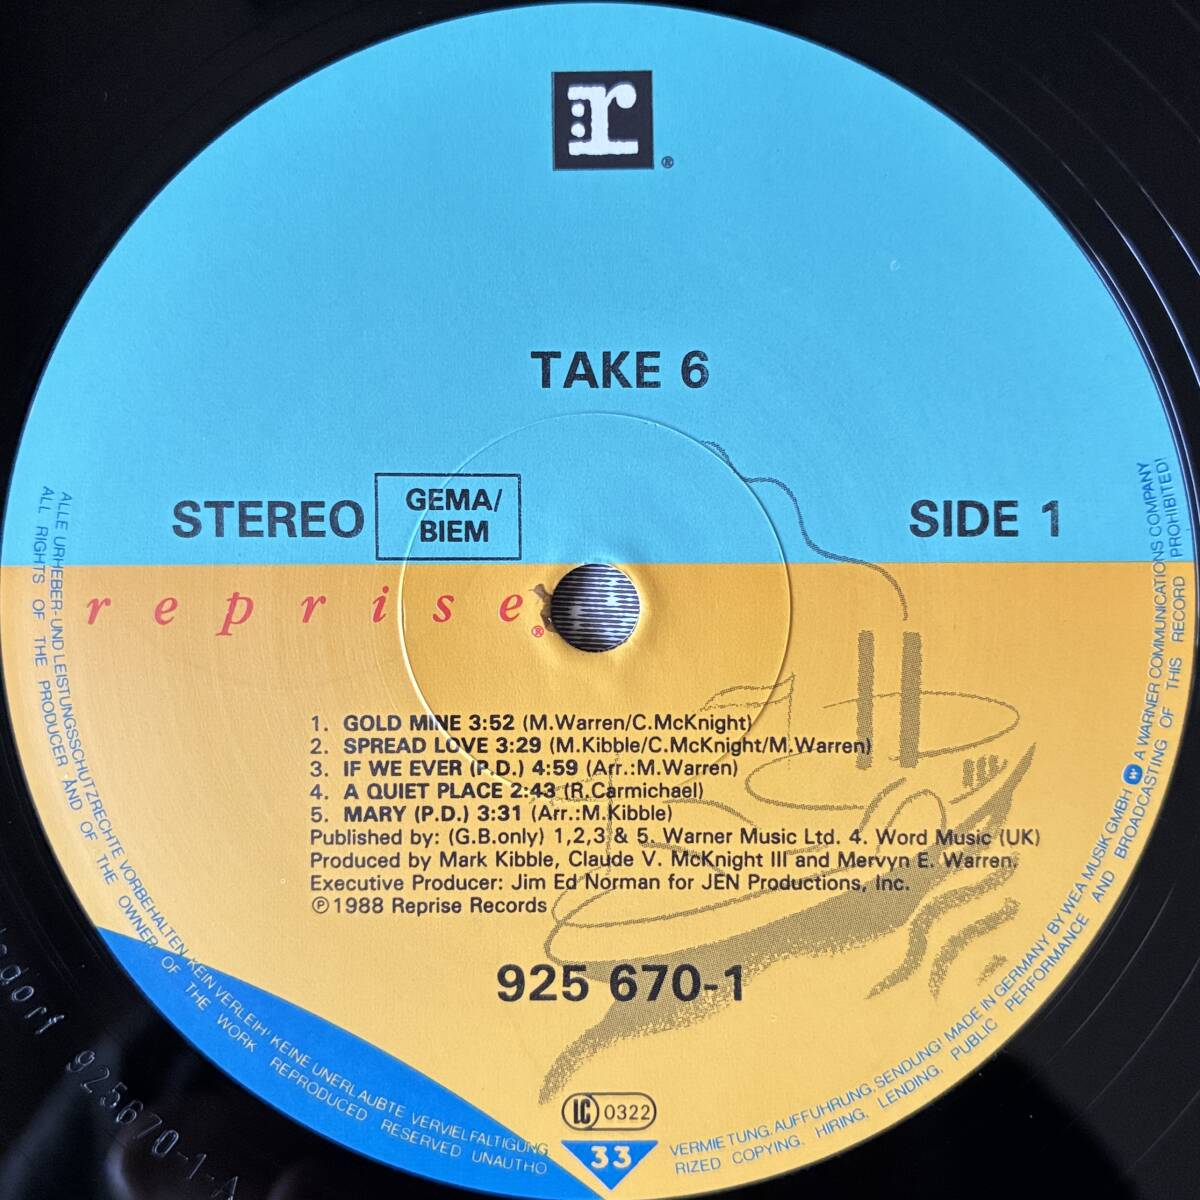 r
®
TAKE 6
STEREO
GEMA/
BIEM
SIDE 1
reprise
®
1. GOLD MINE 3:52 (M.Warren/C.McKnight)
2. SPREAD LOVE 3:29 (M.Kibble/C.McKnight/M.Warren)
3. IF WE EVER (P.D.) 4:59 (Arr.:M.Warren)
4. A QUIET PLACE 2:43 (R.Carmichael)
5. MARY (P.D.) 3:31 (Arr.:M.Kibble)
Published by: (G.B.only) 1,2,3 & 5. Warner Music Ltd. 4. Word Music (UK)
Produced by Mark Kibble, Claude V. McKnight III and Mervyn E. Warren.
Executive Producer: Jim Ed Norman for JEN Productions, Inc.
℗1988 Reprise Records
925 670-1
LC 0322
33
ALLE URHEBER- UND LEISTUNGSSCHUTZRECHTE VORBEHALTEN KEIN VERLEIH' KEINE UNERLAUBTE VERVIELFALTIGUNG,
VERMIETUNG, AUFFUHRUNG, SENDUNG' MADE IN GERMANY BY WEA MUSIK GMBH W A WARNER COMMUNICATIONS COMPANY
ALL RIGHTS OF THE PRODUCER AND OF THE OWNER OF THE WORK REPRODUCED RESERVED UNAUTHO
RIZED COPYING, HIRING, LENDING, PUBLIC PERFORMANCE AND BROADCASTING OF THIS RECORD PROHIBITED!
925670-1-A